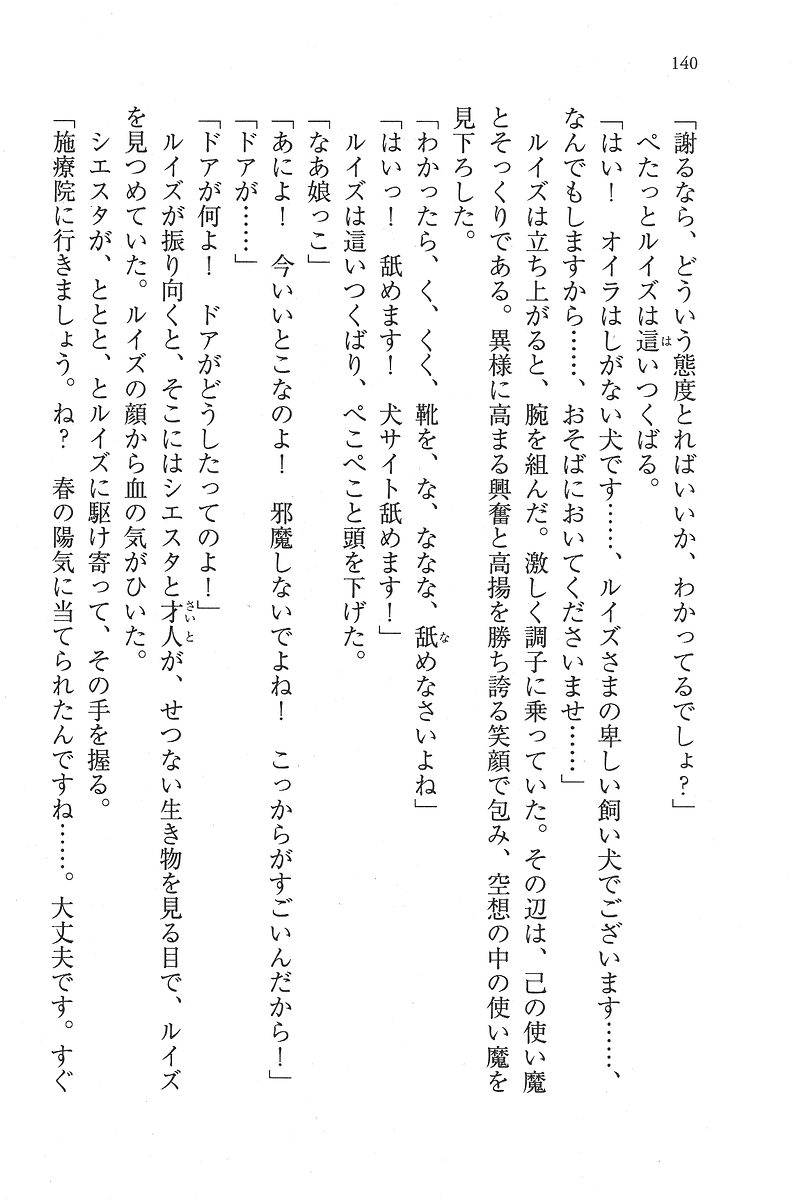 140
「謝るなら、どういう態度とればいいか、わかってるでしょ?」
ぺたっとルイズは這いつくばる。
「はい!　オイラはしがない犬です……、ルイズさまの卑しい飼い犬でございます……、
なんでもしますから……、おそばにおいてくださいませ……」
ルイズは立ち上がると、腕を組んだ。激しく調子に乗っていた。その辺は、己の使い魔
とそっくりである。異様に高まる興奮と高揚を勝ち誇る笑顔で包み、空想の中の使い魔を
見下ろした。
「わかったら、く、くく、靴を、な、ななな、舐めなさいよね」
「はいっ!　舐めます!　犬サイト舐めます!」
ルイズは這いつくばり、ぺこぺこと頭を下げた。
「なあ娘っこ」
「あによ!　今いいとこなのよ!　邪魔しないでよね!　こっからがすごいんだから!」
「ドアが……」
「ドアが何よ!　ドアがどうしたってのよ!」
ルイズが振り向くと、そこにはシエスタと才人が、せつない生き物を見る目で、ルイズ
を見つめていた。ルイズの顔から血の気がひいた。
シエスタが、ととと、とルイズに駆け寄って、その手を握る。
「施療院に行きましょう。ね?　春の陽気に当てられたんですね……。大丈夫です。すぐ